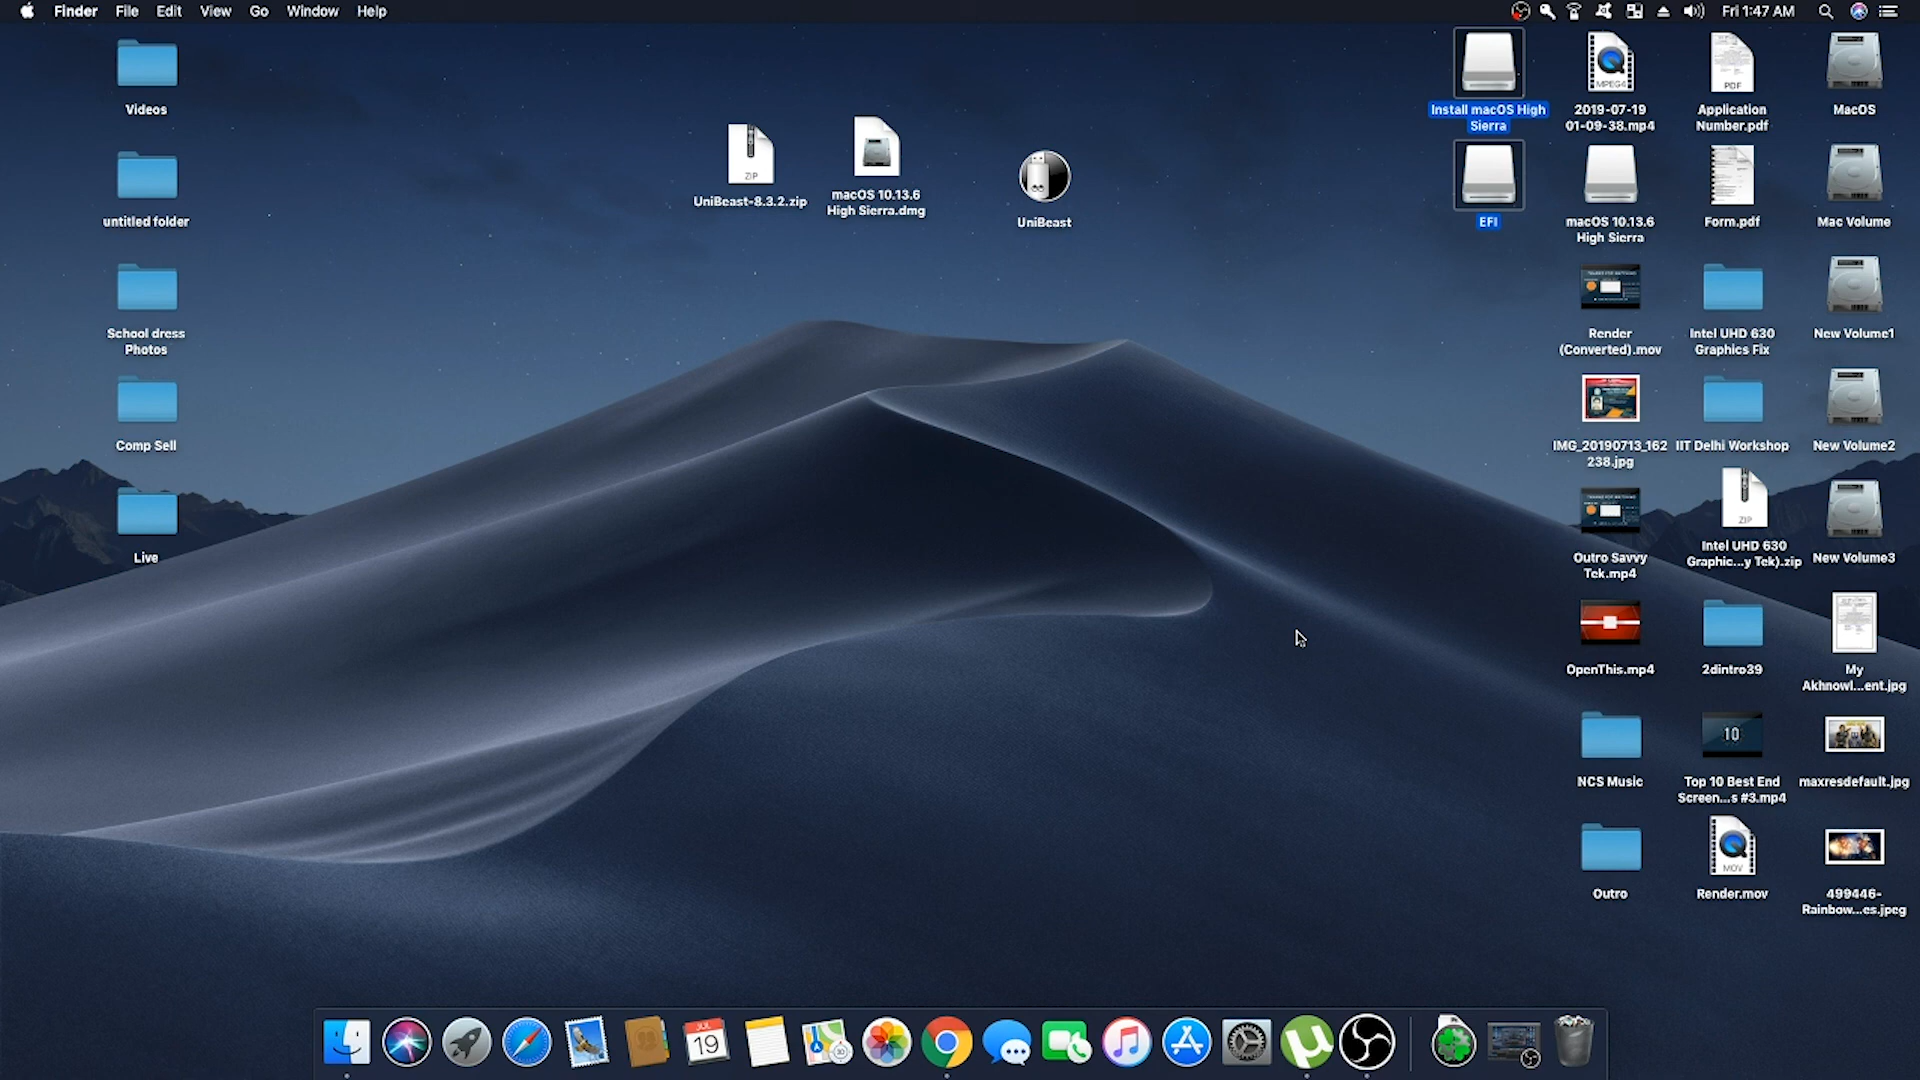 Finder File Edit View Go Window Help
Fri 1:47 AM
Videos
untitled folder
School dress
Photos
Comp Sell
Live
ZIP
UniBeast-8.3.2.zip
macOS 10.13.6
High Sierra.dmg
UniBeast
Install macOS High
Sierra
EFI
MPEG4
2019-07-19
01-09-38.mp4
macOS 10.13.6
High Sierra
Render
(Converted).mov
IMG_20190713_162
238.jpg
Outro Savvy
Tek.mp4
OpenThis.mp4
NCS Music
Outro
PDF
Application
Number.pdf
Form.pdf
Intel UHD 630
Graphics Fix
IIT Delhi Workshop
ZIP
Intel UHD 630
Graphic...y Tek).zip
2dintro39
10
Top 10 Best End
Screen...s #3.mp4
MOV
Render.mov
MacOS
Mac Volume
New Volume1
New Volume2
New Volume3
My
Akhnowl...ent.jpg
maxresdefault.jpg
499446-
Rainbow...es.jpeg
JUL
19